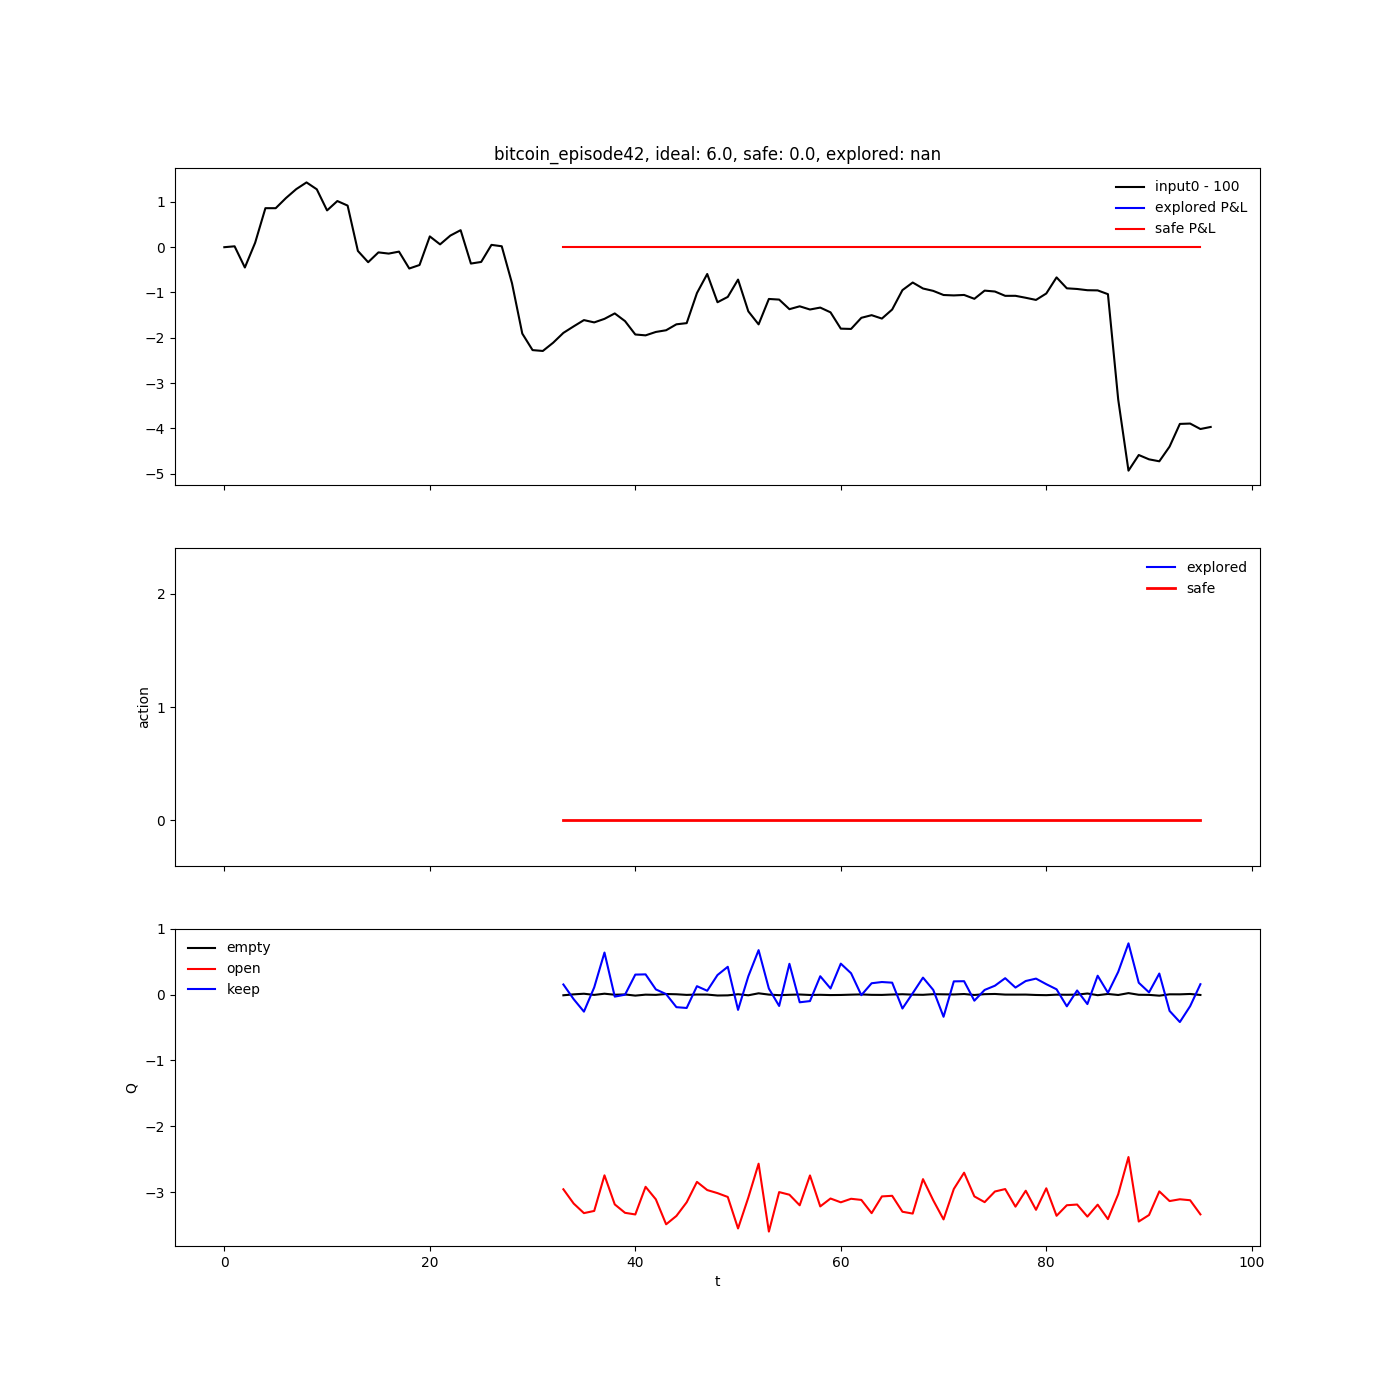 bitcoin_episode42, ideal: 6.0, safe: 0.0, explored: nan
input0 - 100
explored P&L
safe P&L
1
0
−1
−2
−3
−4
−5
explored
safe
2
1
0
action
empty
open
keep
1
0
−1
−2
−3
Q
0
20
40
60
80
100
t